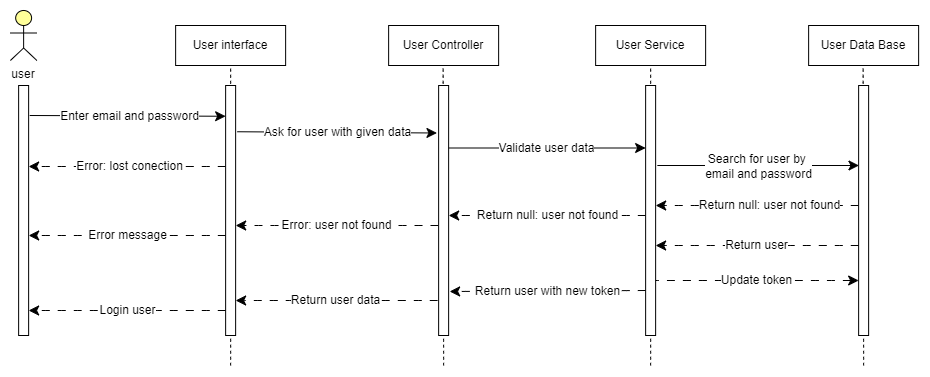 User interface
User Controller
User Service
User Data Base
user
Enter email and password
Ask for user with given data
Validate user data
Search for user by
email and password
Error: lost conection
Return null: user not found
Return null: user not found
Error: user not found
Error message
Return user
Update token
Return user with new token
Return user data
Login user